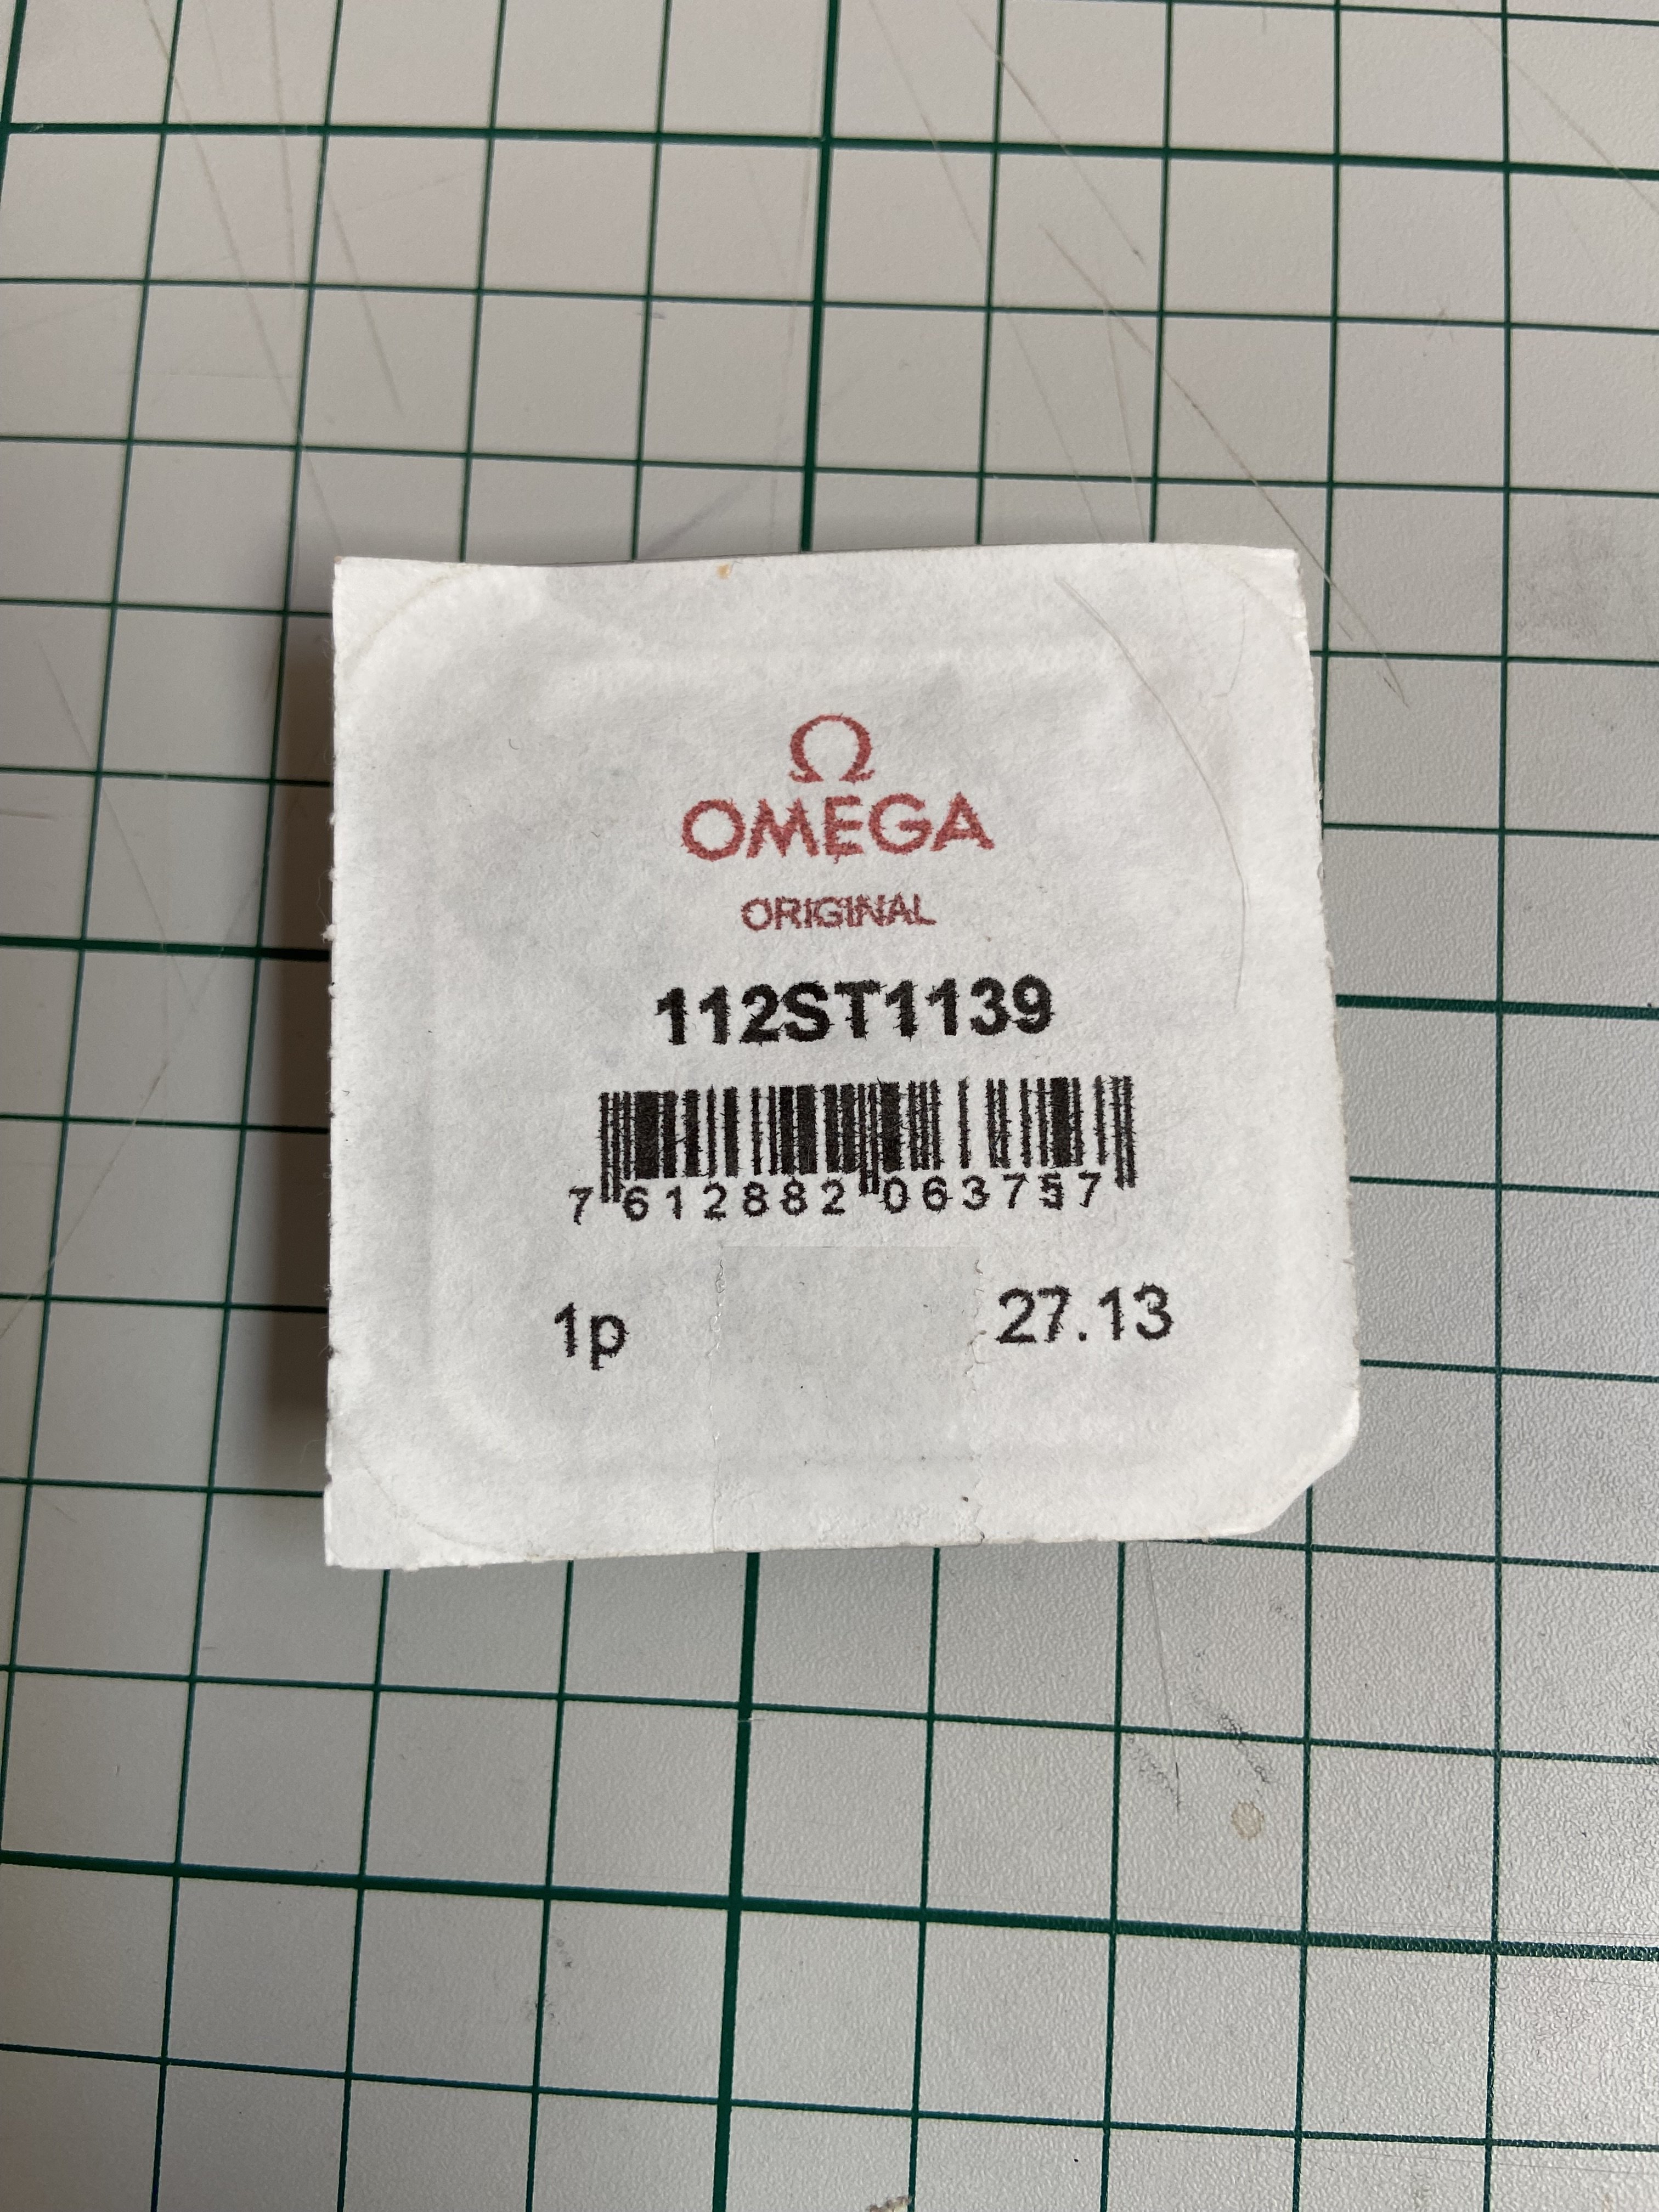 Ω
OMEGA
ORIGINAL
112ST1139
7 612882 063757
1p 27.13